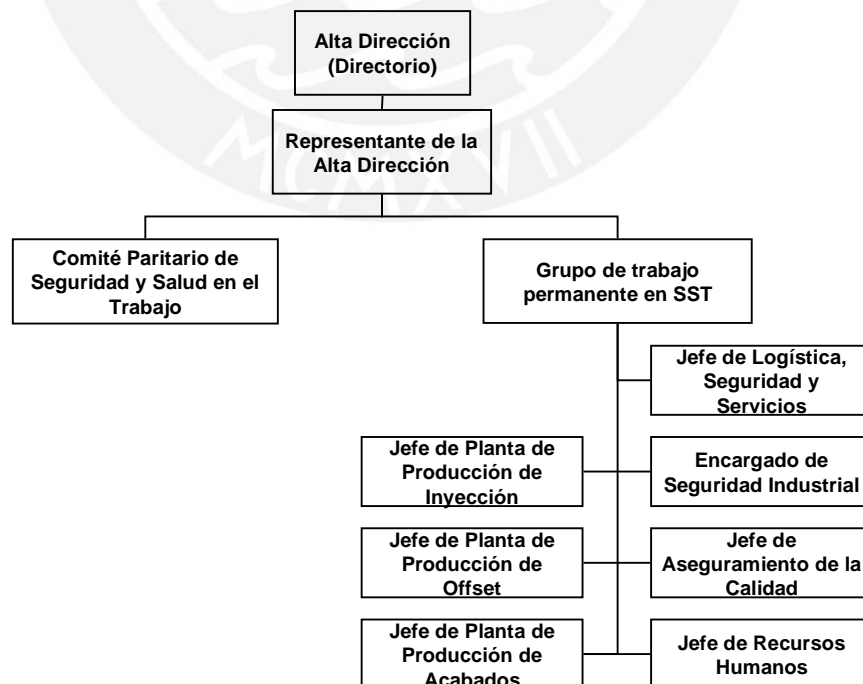 Alta Dirección
(Directorio)
Representante de la
Alta Dirección
Comité Paritario de
Seguridad y Salud en el
Trabajo
Grupo de trabajo
permanente en SST
Jefe de Logística,
Seguridad y
Servicios
Jefe de Planta de
Producción de
Inyección
Encargado de
Seguridad Industrial
Jefe de Planta de
Producción de
Offset
Jefe de
Aseguramiento de la
Calidad
Jefe de Planta de
Producción de
Acabados
Jefe de Recursos
Humanos
MCMXVII